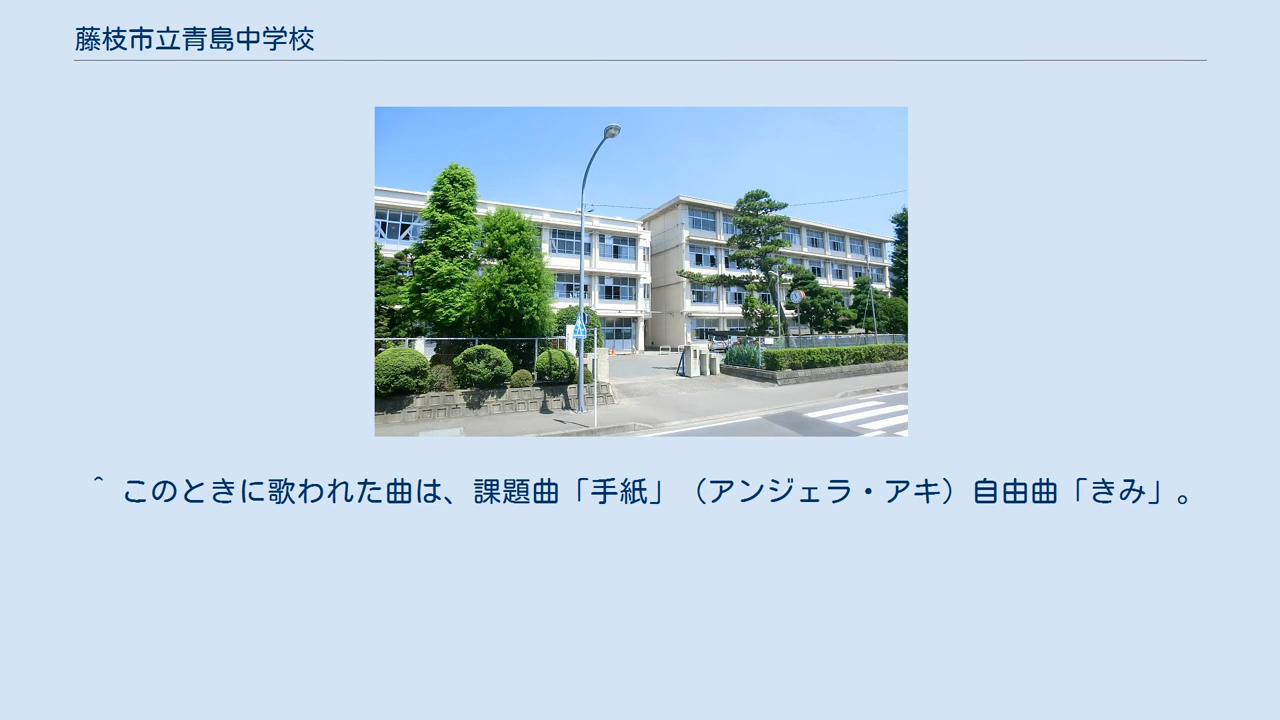 藤枝市立青島中学校
^ このときに歌われた曲は、課題曲「手紙」（アンジェラ・アキ）自由曲「きみ」。